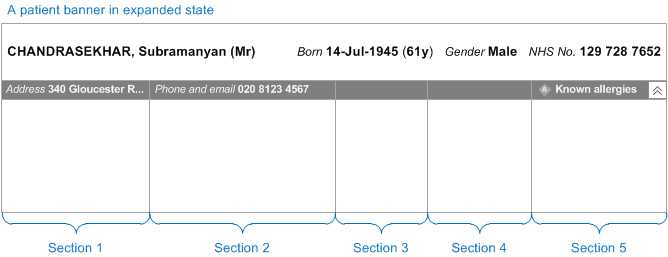 A patient banner in expanded state
CHANDRASEKHAR, Subramanyan (Mr) Born 14-Jul-1945 (61y) Gender Male NHS No. 129 728 7652
Address 340 Gloucester R... Phone and email 020 8123 4567 A Known allergies
Section 1 Section 2 Section 3 Section 4 Section 5